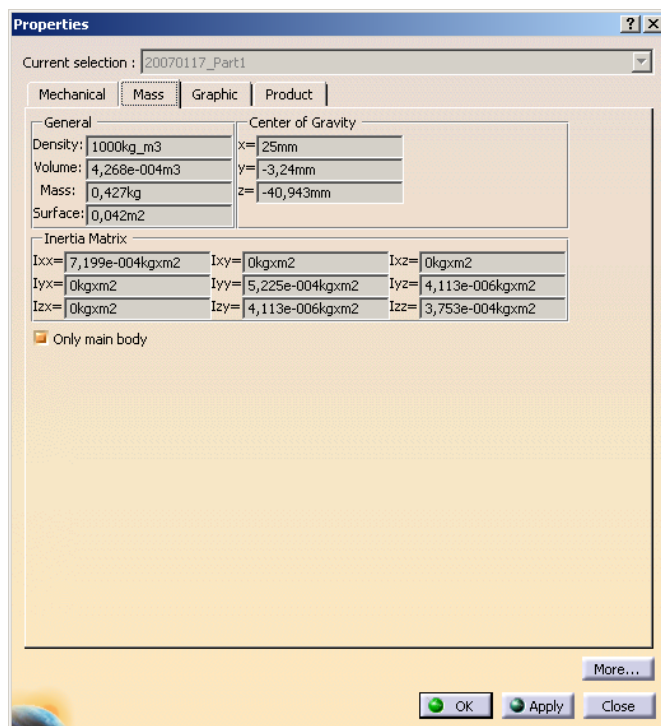 Properties
Current selection : 20070117_Part1
Mechanical Mass Graphic Product
General
Density: 1000kg_m3
Volume: 4,268e-004m3
Mass: 0,427kg
Surface: 0,042m2
Center of Gravity
x= 25mm
y= -3,24mm
z= -40,943mm
Inertia Matrix
Ixx= 7,199e-004kgxm2 Ixy= 0kgxm2 Ixz= 0kgxm2
Iyx= 0kgxm2 Iyy= 5,225e-004kgxm2 Iyz= 4,113e-006kgxm2
Izx= 0kgxm2 Izy= 4,113e-006kgxm2 Izz= 3,753e-004kgxm2
Only main body
More...
OK Apply Close